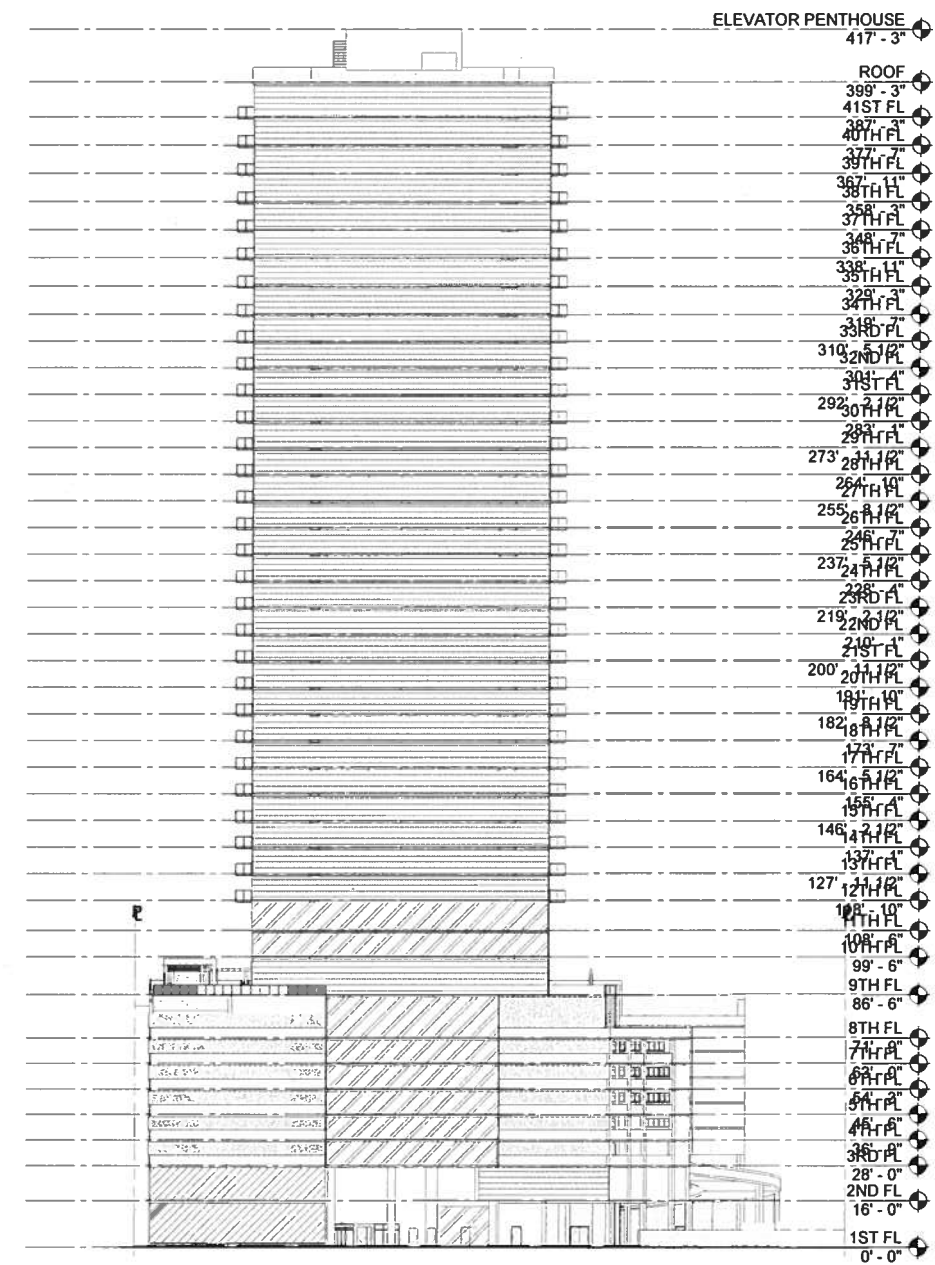 ELEVATOR PENTHOUSE
417' - 3"
ROOF
399' - 3"
41ST FL
387' - 3"
40TH FL
377' - 7"
39TH FL
367' - 11"
38TH FL
358' - 3"
37TH FL
348' - 7"
36TH FL
338' - 11"
35TH FL
329' - 3"
34TH FL
319' - 7"
33RD FL
310' - 5 1/2"
32ND FL
301' - 4"
31ST FL
292' - 2 1/2"
30TH FL
283' - 1"
29TH FL
273' - 11 1/2"
28TH FL
264' - 10"
27TH FL
255' - 8 1/2"
26TH FL
246' - 7"
25TH FL
237' - 5 1/2"
24TH FL
228' - 4"
23RD FL
219' - 2 1/2"
22ND FL
210' - 1"
21ST FL
200' - 11 1/2"
20TH FL
191' - 10"
19TH FL
182' - 8 1/2"
18TH FL
173' - 7"
17TH FL
164' - 5 1/2"
16TH FL
155' - 4"
15TH FL
146' - 2 1/2"
14TH FL
137' - 1"
13TH FL
127' - 11 1/2"
12TH FL
118' - 10"
11TH FL
108' - 6"
10TH FL
99' - 6"
9TH FL
86' - 6"
8TH FL
71' - 9"
7TH FL
63' - 0"
6TH FL
54' - 3"
5TH FL
45' - 6"
4TH FL
36' - 9"
3RD FL
28' - 0"
2ND FL
16' - 0"
1ST FL
0' - 0"